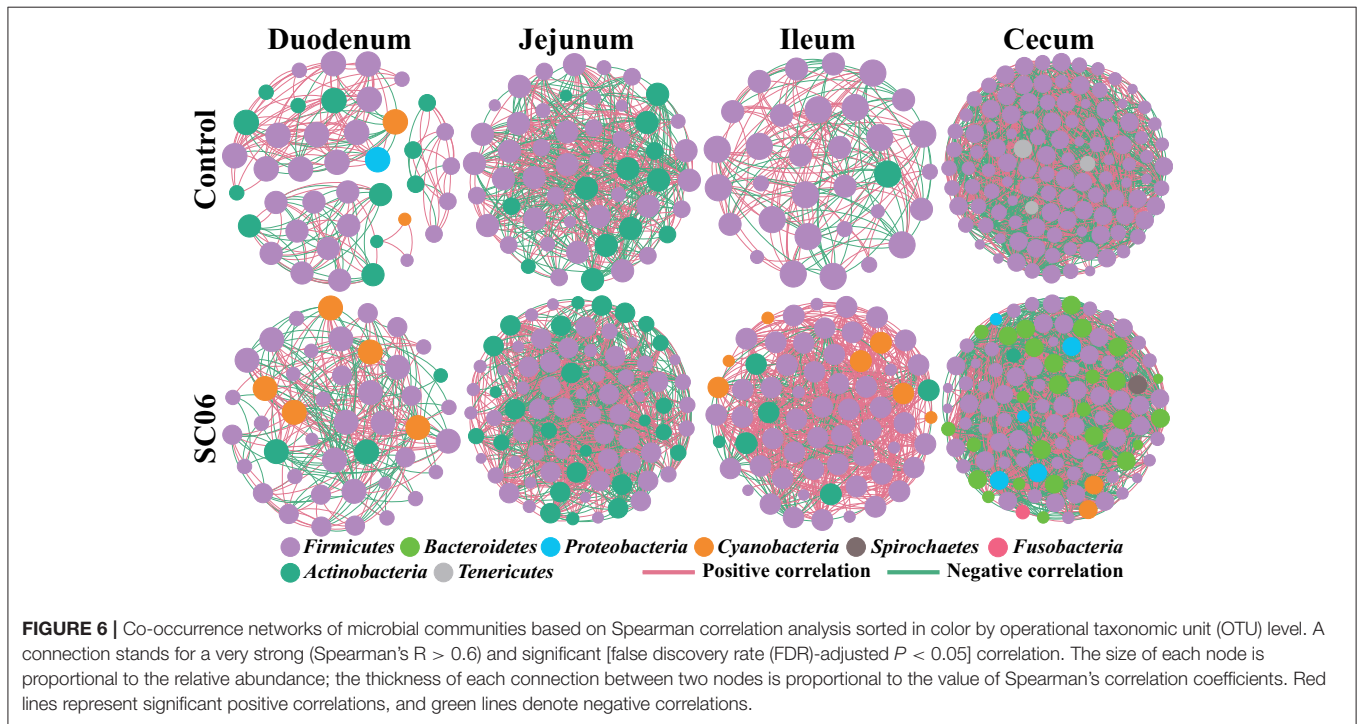 Duodenum Jejunum Ileum Cecum
Control
SC06
Firmicutes Bacteroidetes Proteobacteria Cyanobacteria Spirochaetes Fusobacteria
Actinobacteria Tenericutes Positive correlation Negative correlation
FIGURE 6 | Co-occurrence networks of microbial communities based on Spearman correlation analysis sorted in color by operational taxonomic unit (OTU) level. A
connection stands for a very strong (Spearman's R > 0.6) and significant [false discovery rate (FDR)-adjusted P < 0.05] correlation. The size of each node is
proportional to the relative abundance; the thickness of each connection between two nodes is proportional to the value of Spearman's correlation coefficients. Red
lines represent significant positive correlations, and green lines denote negative correlations.